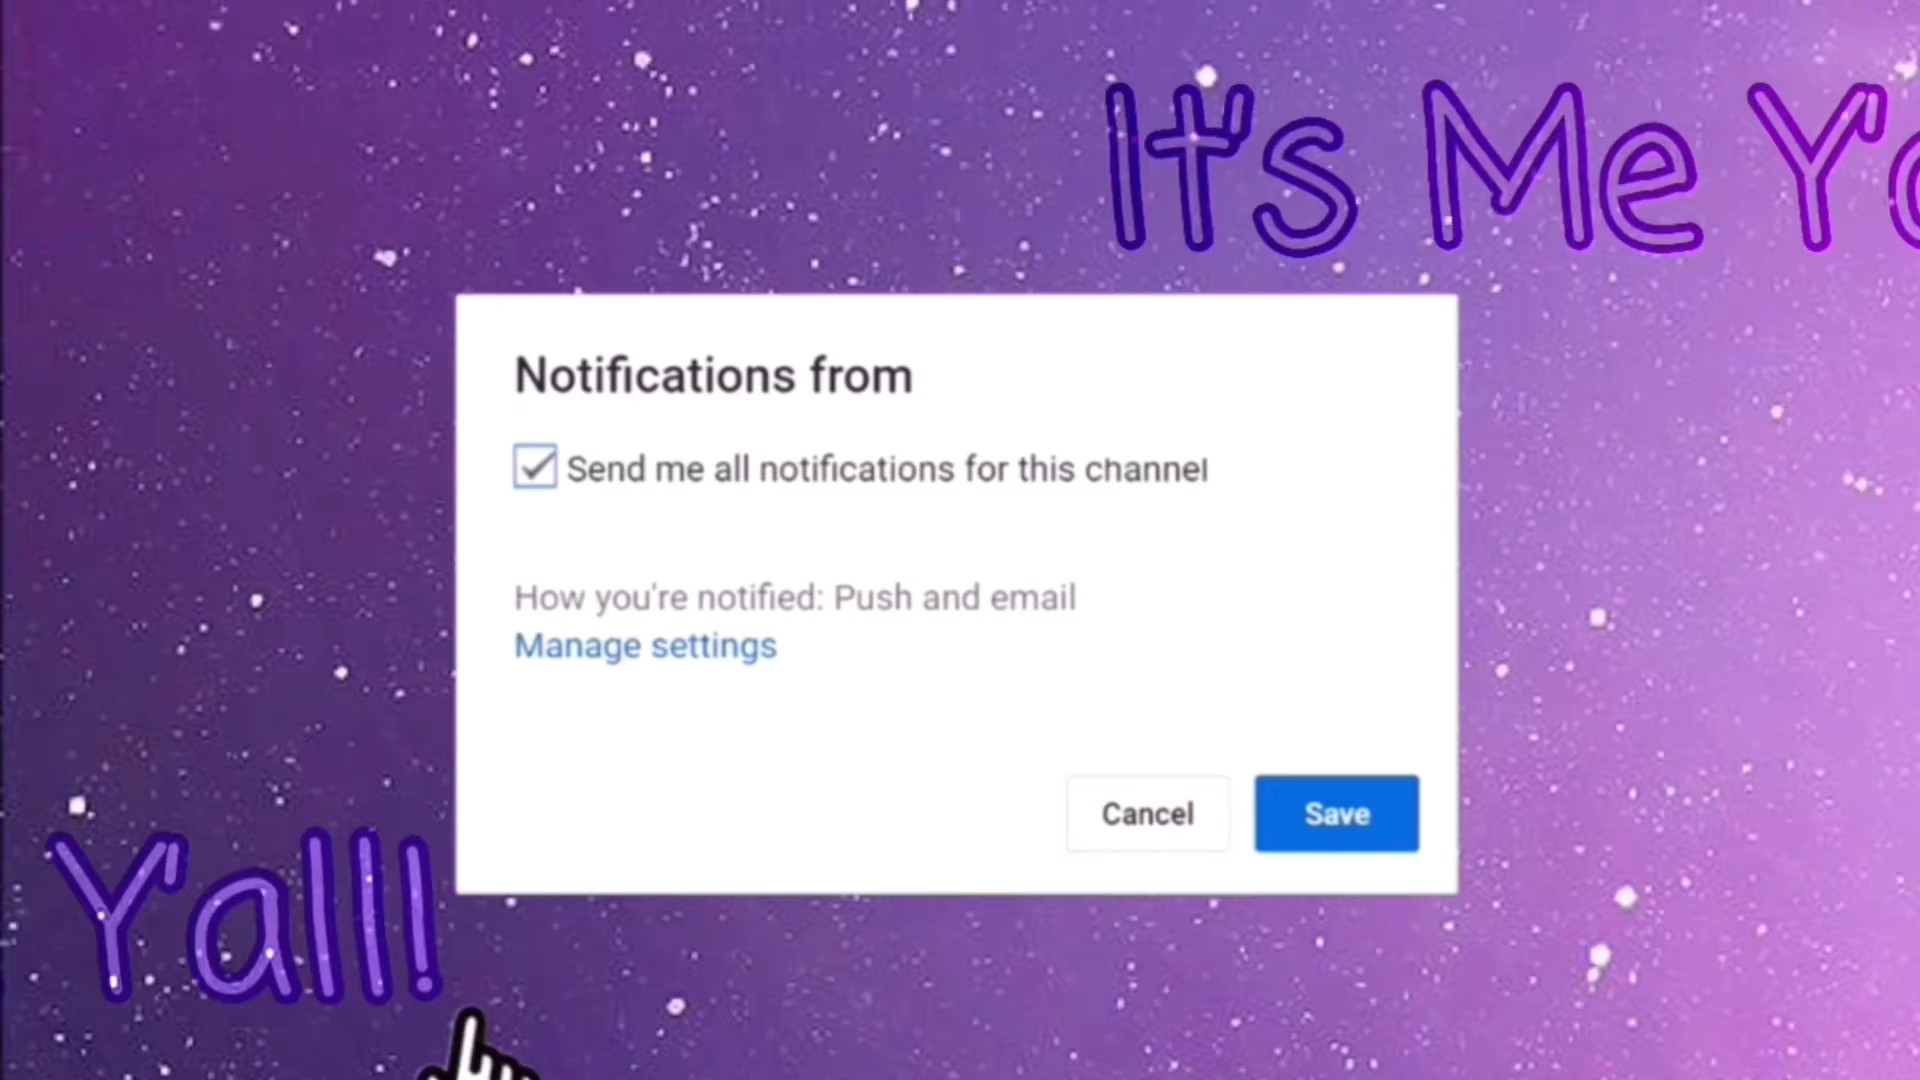 It's Me Y'a
Notifications from
Send me all notifications for this channel
How you're notified: Push and email
Manage settings
Cancel
Save
Y'all!